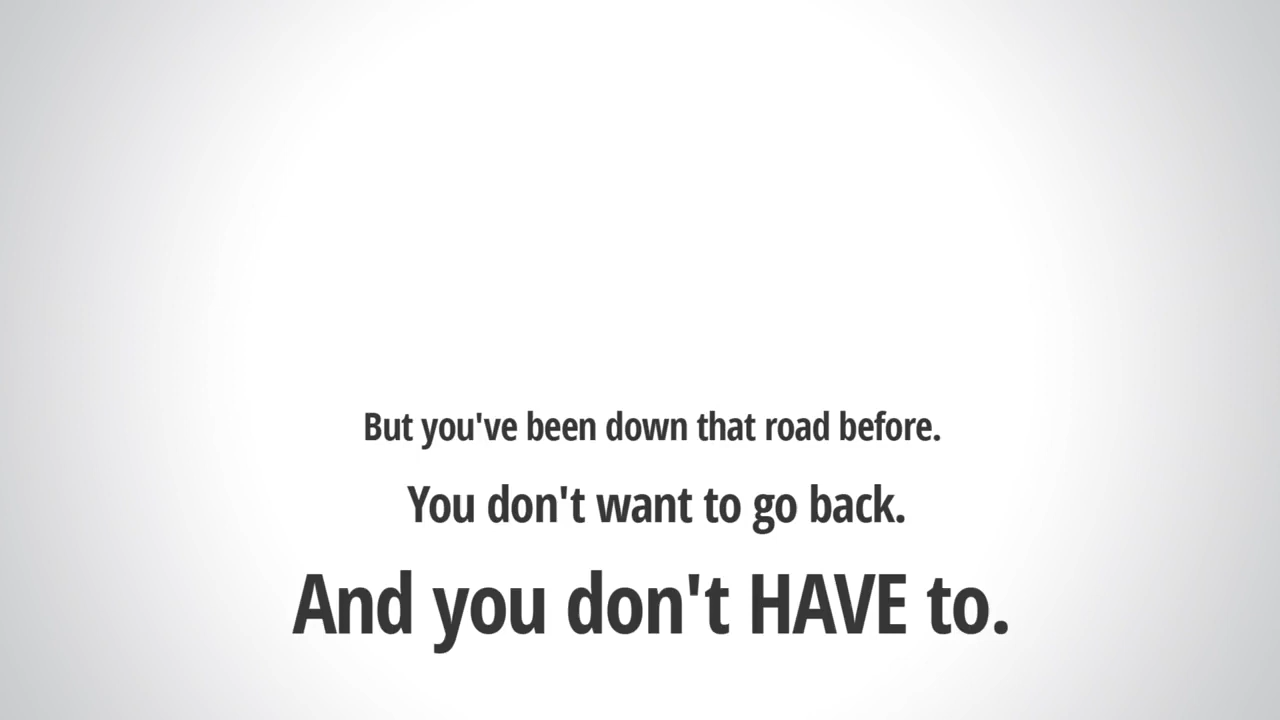 But you've been down that road before.
You don't want to go back.
And you don't HAVE to.